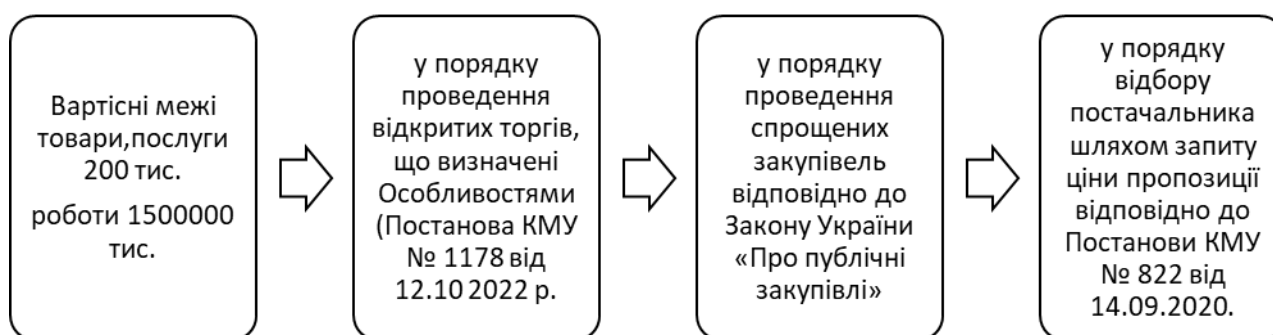 Вартісні межі
товари,послуги
200 тис.
роботи 1500000
тис.
у порядку
проведення
відкритих торгів,
що визначені
Особливостями
(Постанова КМУ
№ 1178 від
12.10 2022 р.
у порядку
проведення
спрощених
закупівель
відповідно до
Закону України
«Про публічні
закупівлі»
у порядку
відбору
постачальника
шляхом запиту
ціни пропозиції
відповідно до
Постанови КМУ
№ 822 від
14.09.2020.